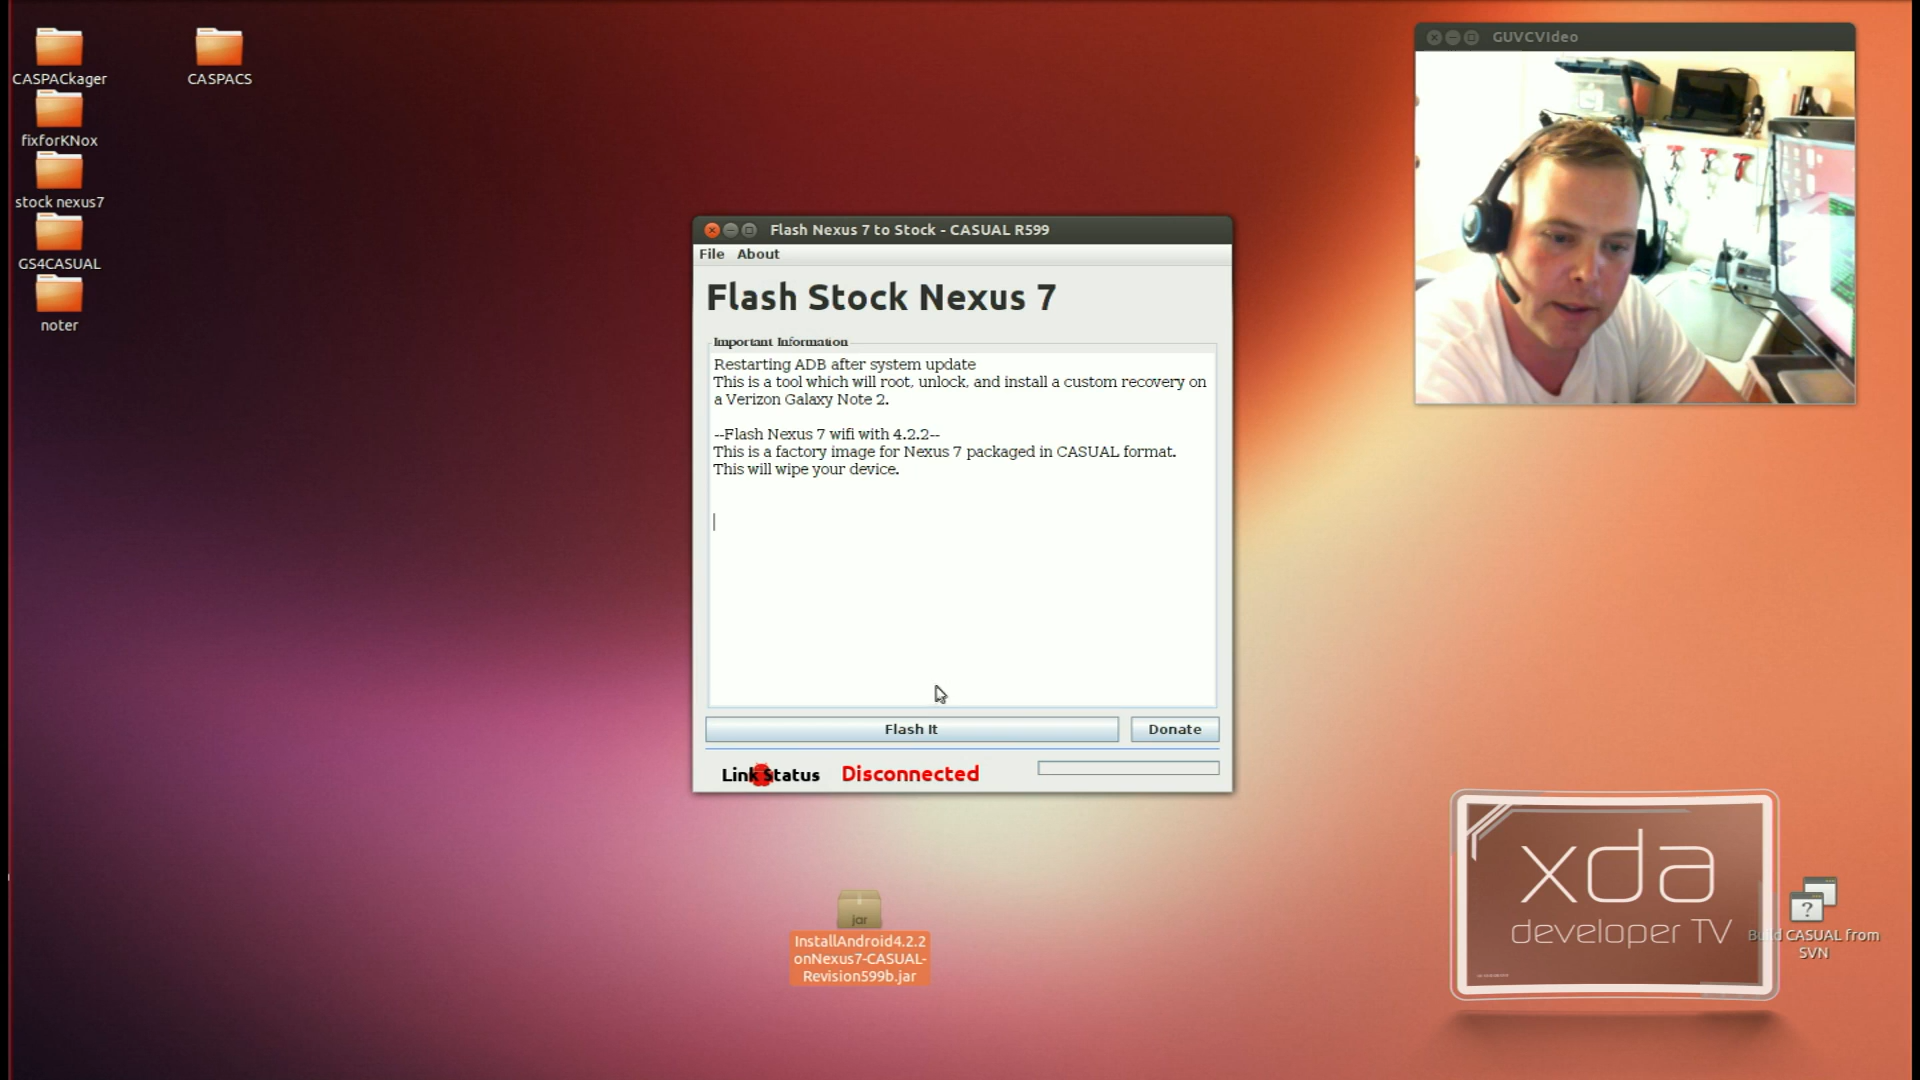 CASPACkager
CASPACS
fixforKNox
stock nexus7
GS4CASUAL
noter
GUVCVIdeo
Flash Nexus 7 to Stock - CASUAL R599
File About
Flash Stock Nexus 7
Important Information
Restarting ADB after system update
This is a tool which will root, unlock, and install a custom recovery on
a Verizon Galaxy Note 2.
--Flash Nexus 7 wifi with 4.2.2--
This is a factory image for Nexus 7 packaged in CASUAL format.
This will wipe your device.
Flash It
Donate
Link Status
Disconnected
jar
InstallAndroid4.2.2
onNexus7-CASUAL-
Revision599b.jar
xda
developer TV
?
Build CASUAL from
SVN